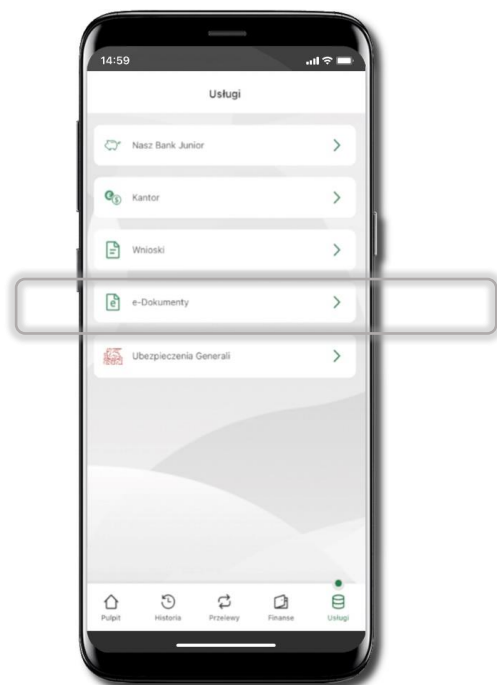 14:59
Usługi
Nasz Bank Junior
Kantor
Wnioski
e-Dokumenty
Ubezpieczenia Generali
Pulpit
Historia
Przelewy
Finanse
Usługi